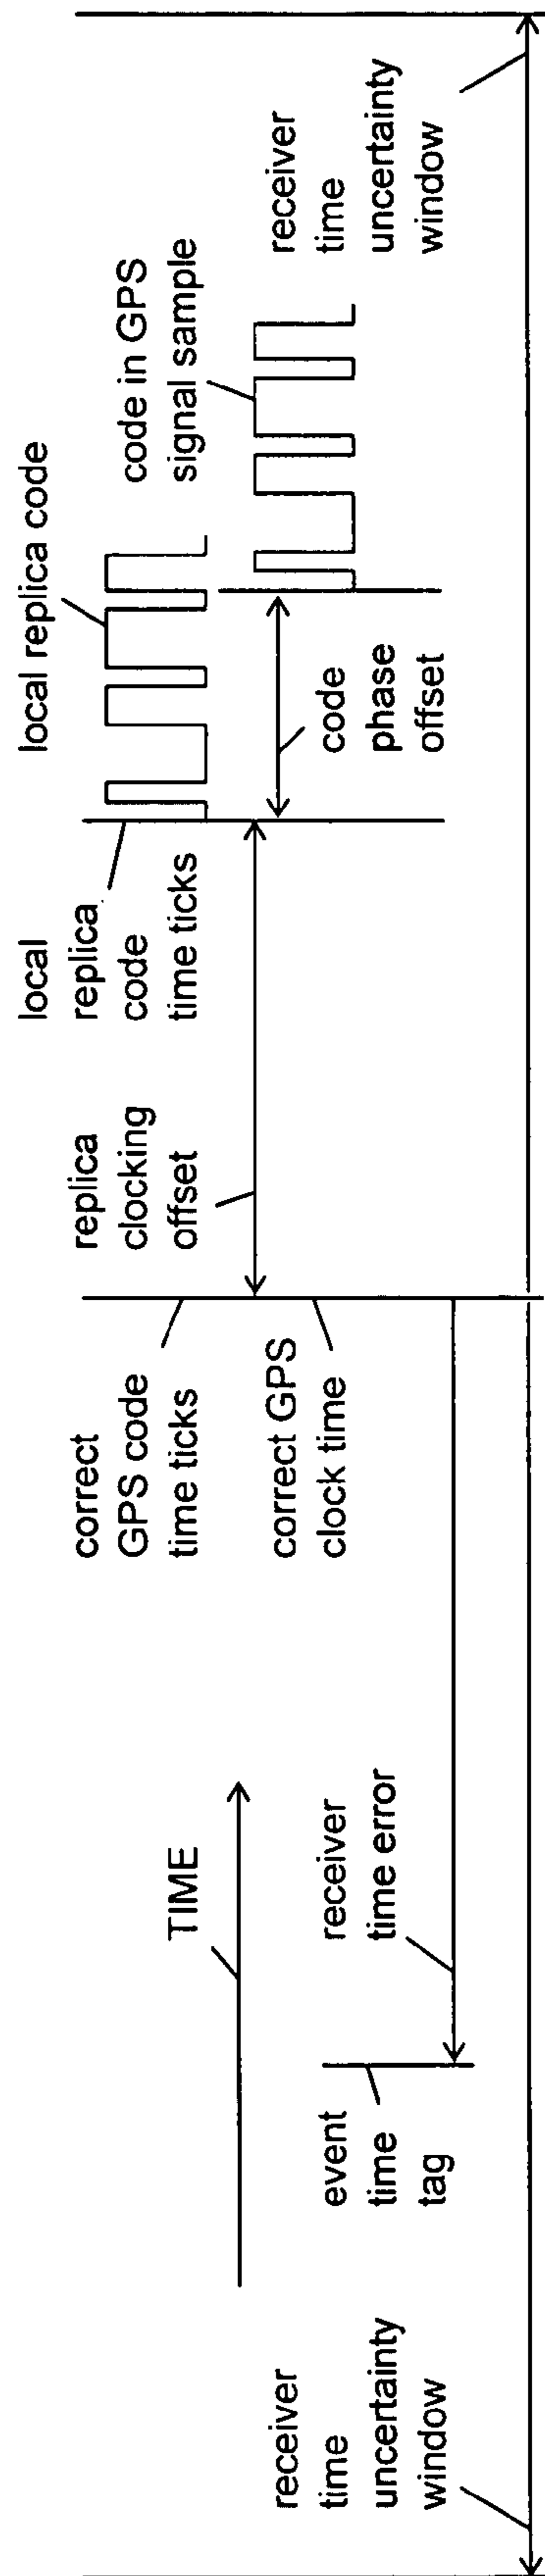 receiver
time
uncertainty
window
event
time
tag
receiver
time error
TIME
correct
GPS code
time ticks
correct GPS
clock time
replica
clocking
offset
local
replica
code
time ticks
local replica code
code
phase
offset
code in GPS
signal sample
receiver
time
uncertainty
window